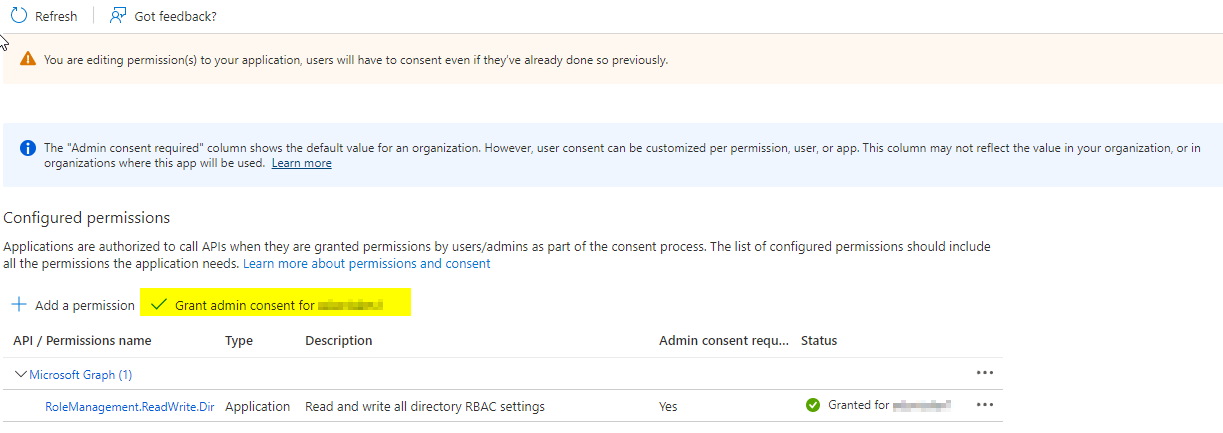 Refresh Got feedback?
You are editing permission(s) to your application, users will have to consent even if they've already done so previously.
The "Admin consent required" column shows the default value for an organization. However, user consent can be customized per permission, user, or app. This column may not reflect the value in your organization, or in
organizations where this app will be used. Learn more
Configured permissions
Applications are authorized to call APIs when they are granted permissions by users/admins as part of the consent process. The list of configured permissions should include
all the permissions the application needs. Learn more about permissions and consent
Add a permission Grant admin consent for
API / Permissions name Type Description Admin consent requ... Status
Microsoft Graph (1)
RoleManagement.ReadWrite.Dir Application Read and write all directory RBAC settings Yes Granted for